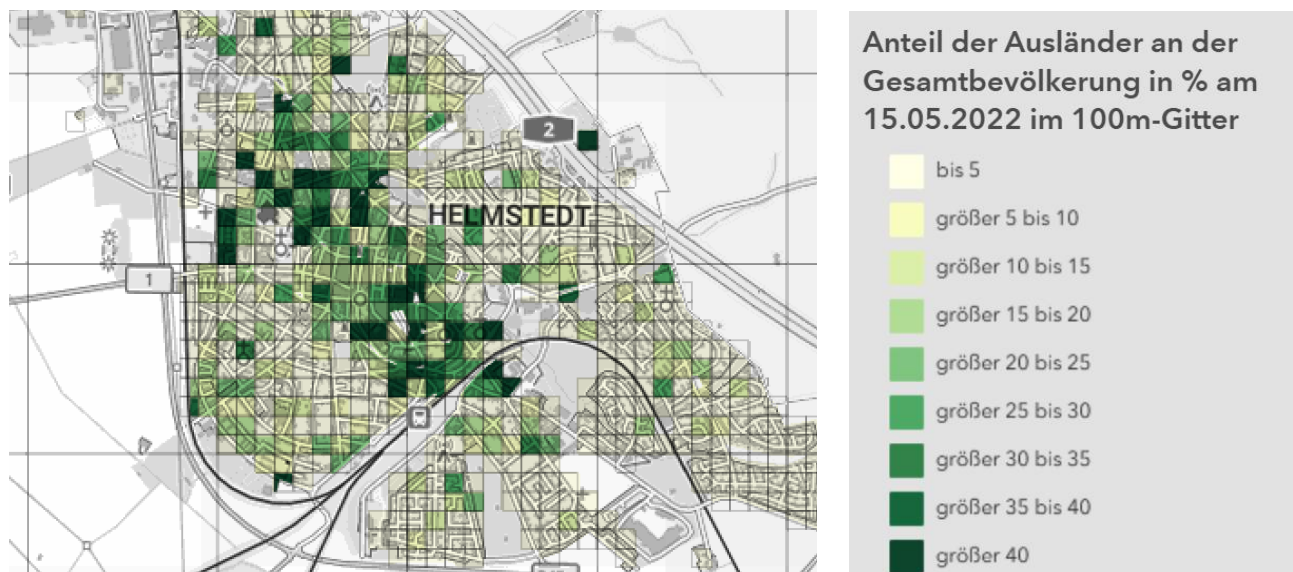 2
HELMSTEDT
1
Anteil der Ausländer an der
Gesamtbevölkerung in % am
15.05.2022 im 100m-Gitter
bis 5
größer 5 bis 10
größer 10 bis 15
größer 15 bis 20
größer 20 bis 25
größer 25 bis 30
größer 30 bis 35
größer 35 bis 40
größer 40